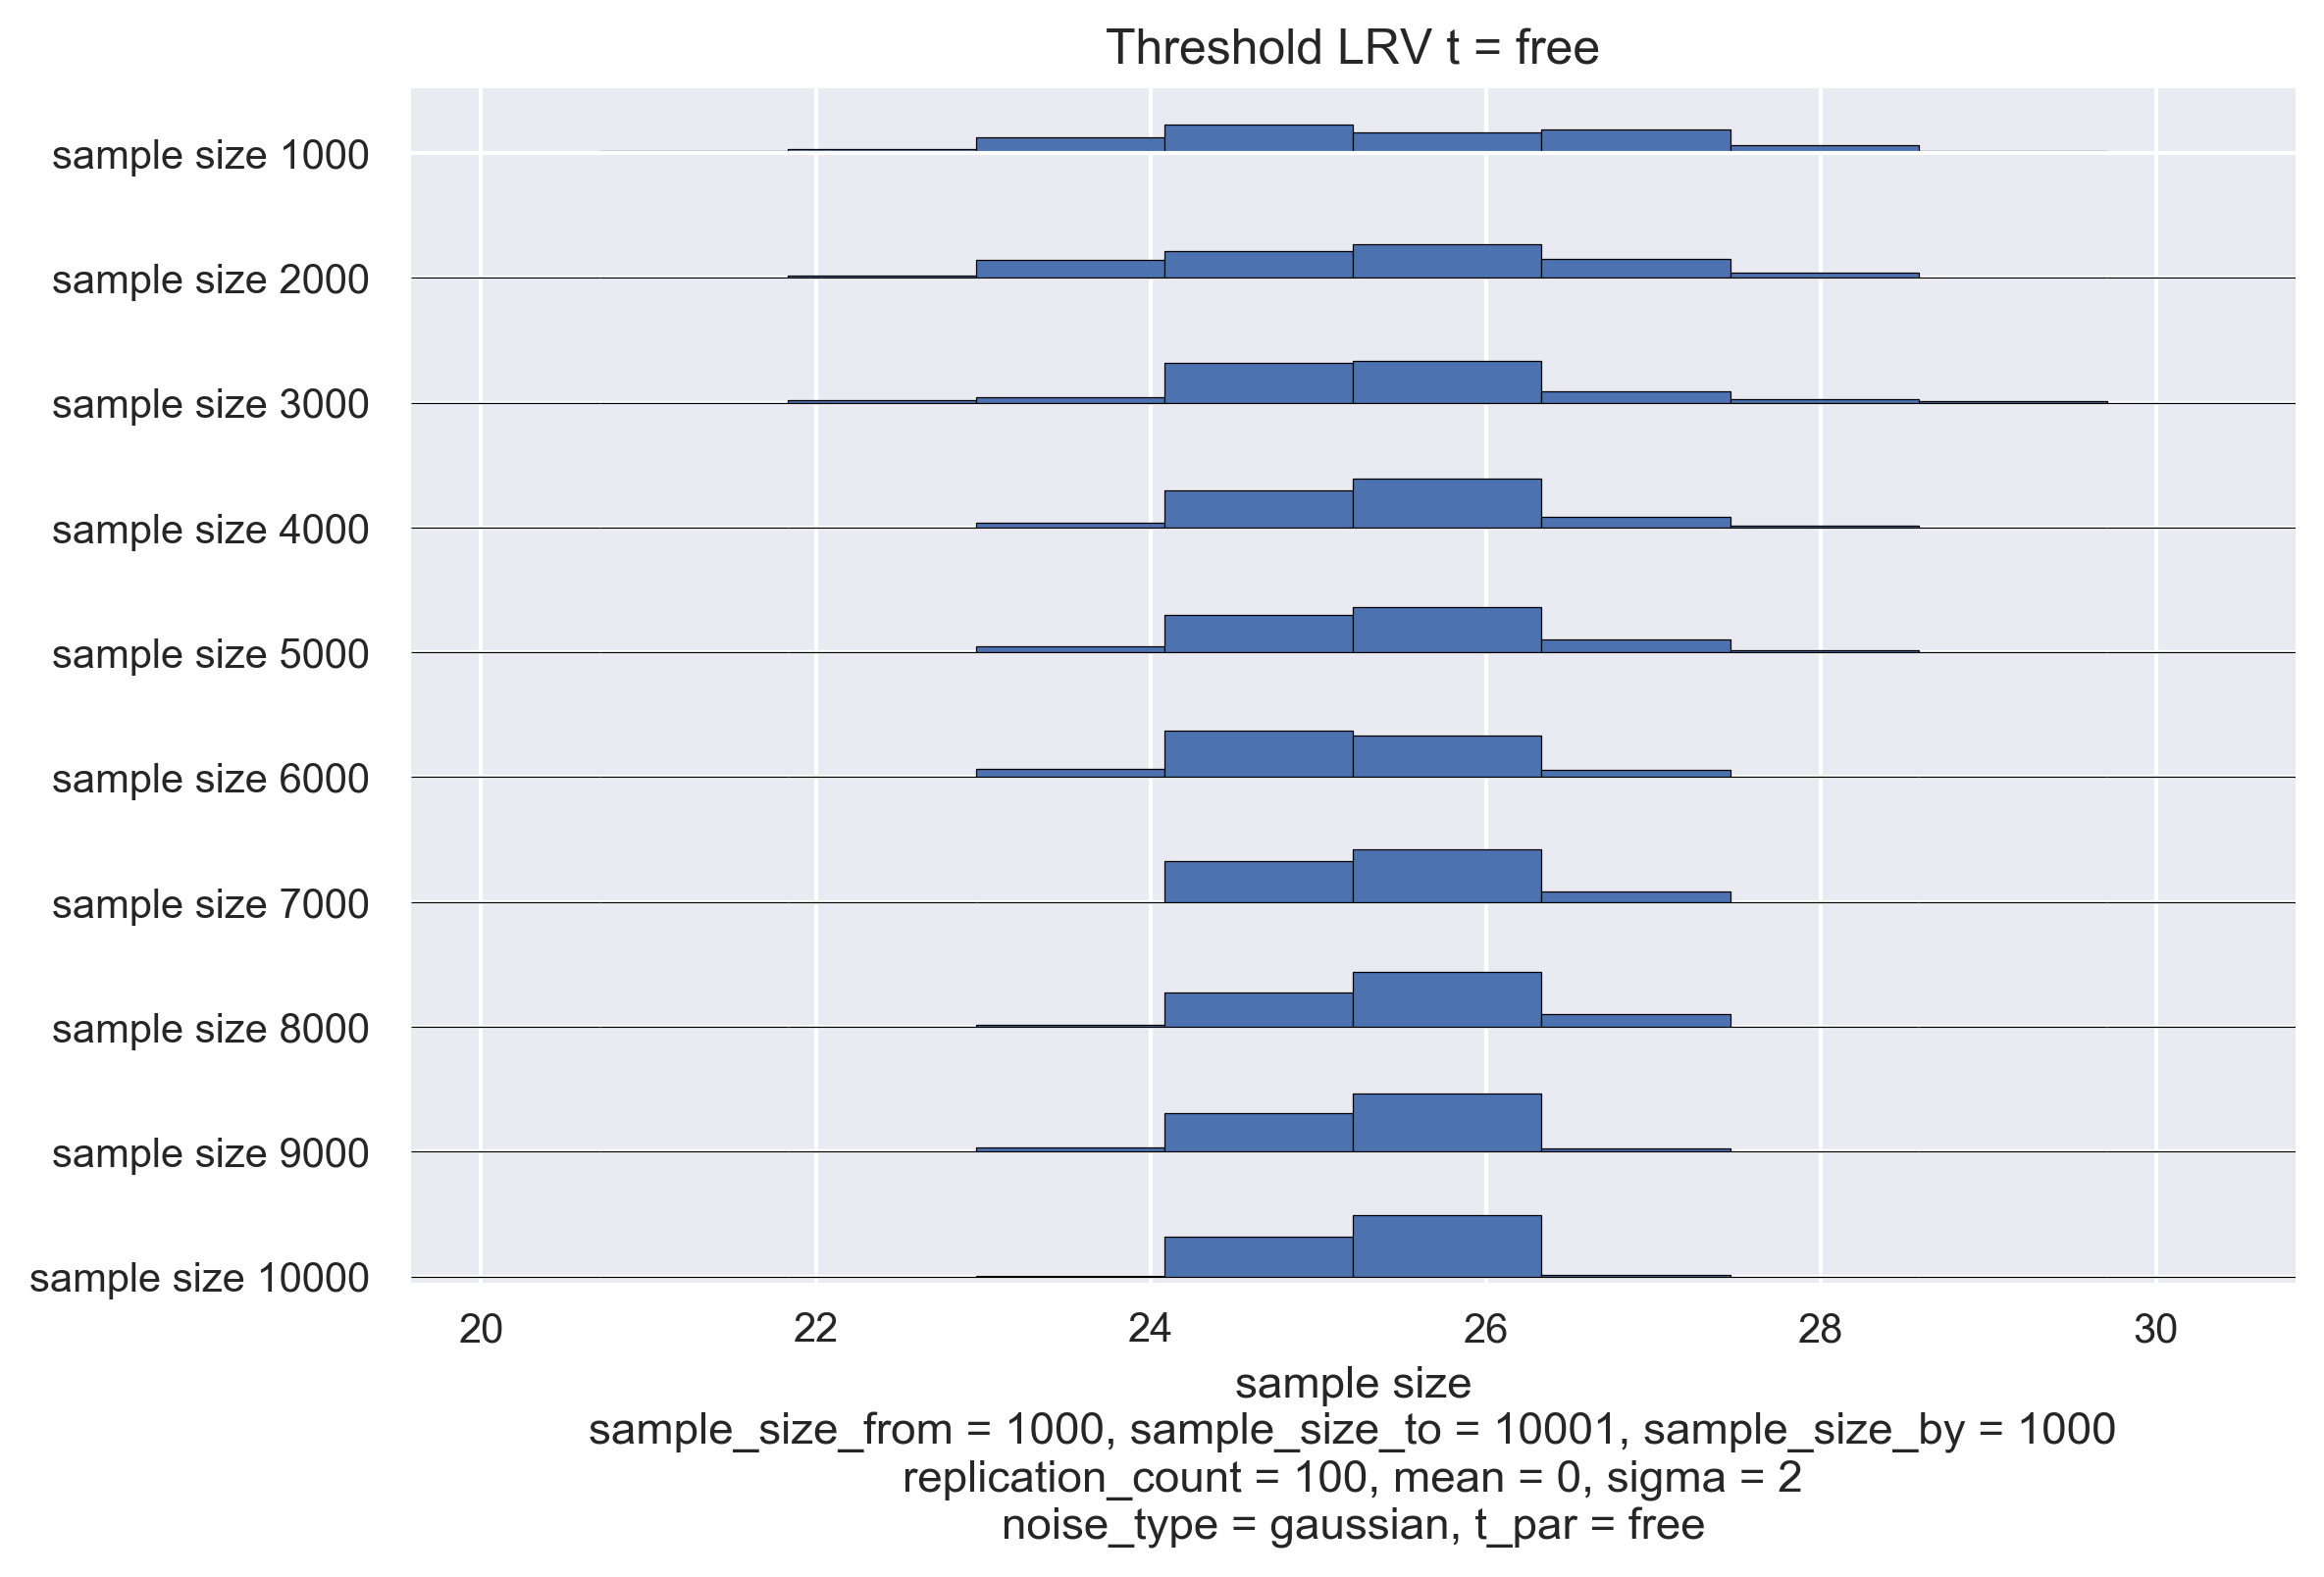 Threshold LRV t = free
sample size 1000
sample size 2000
sample size 3000
sample size 4000
sample size 5000
sample size 6000
sample size 7000
sample size 8000
sample size 9000
sample size 10000
20 22 24 26 28 30
sample size
sample_size_from = 1000, sample_size_to = 10001, sample_size_by = 1000
replication_count = 100, mean = 0, sigma = 2
noise_type = gaussian, t_par = free